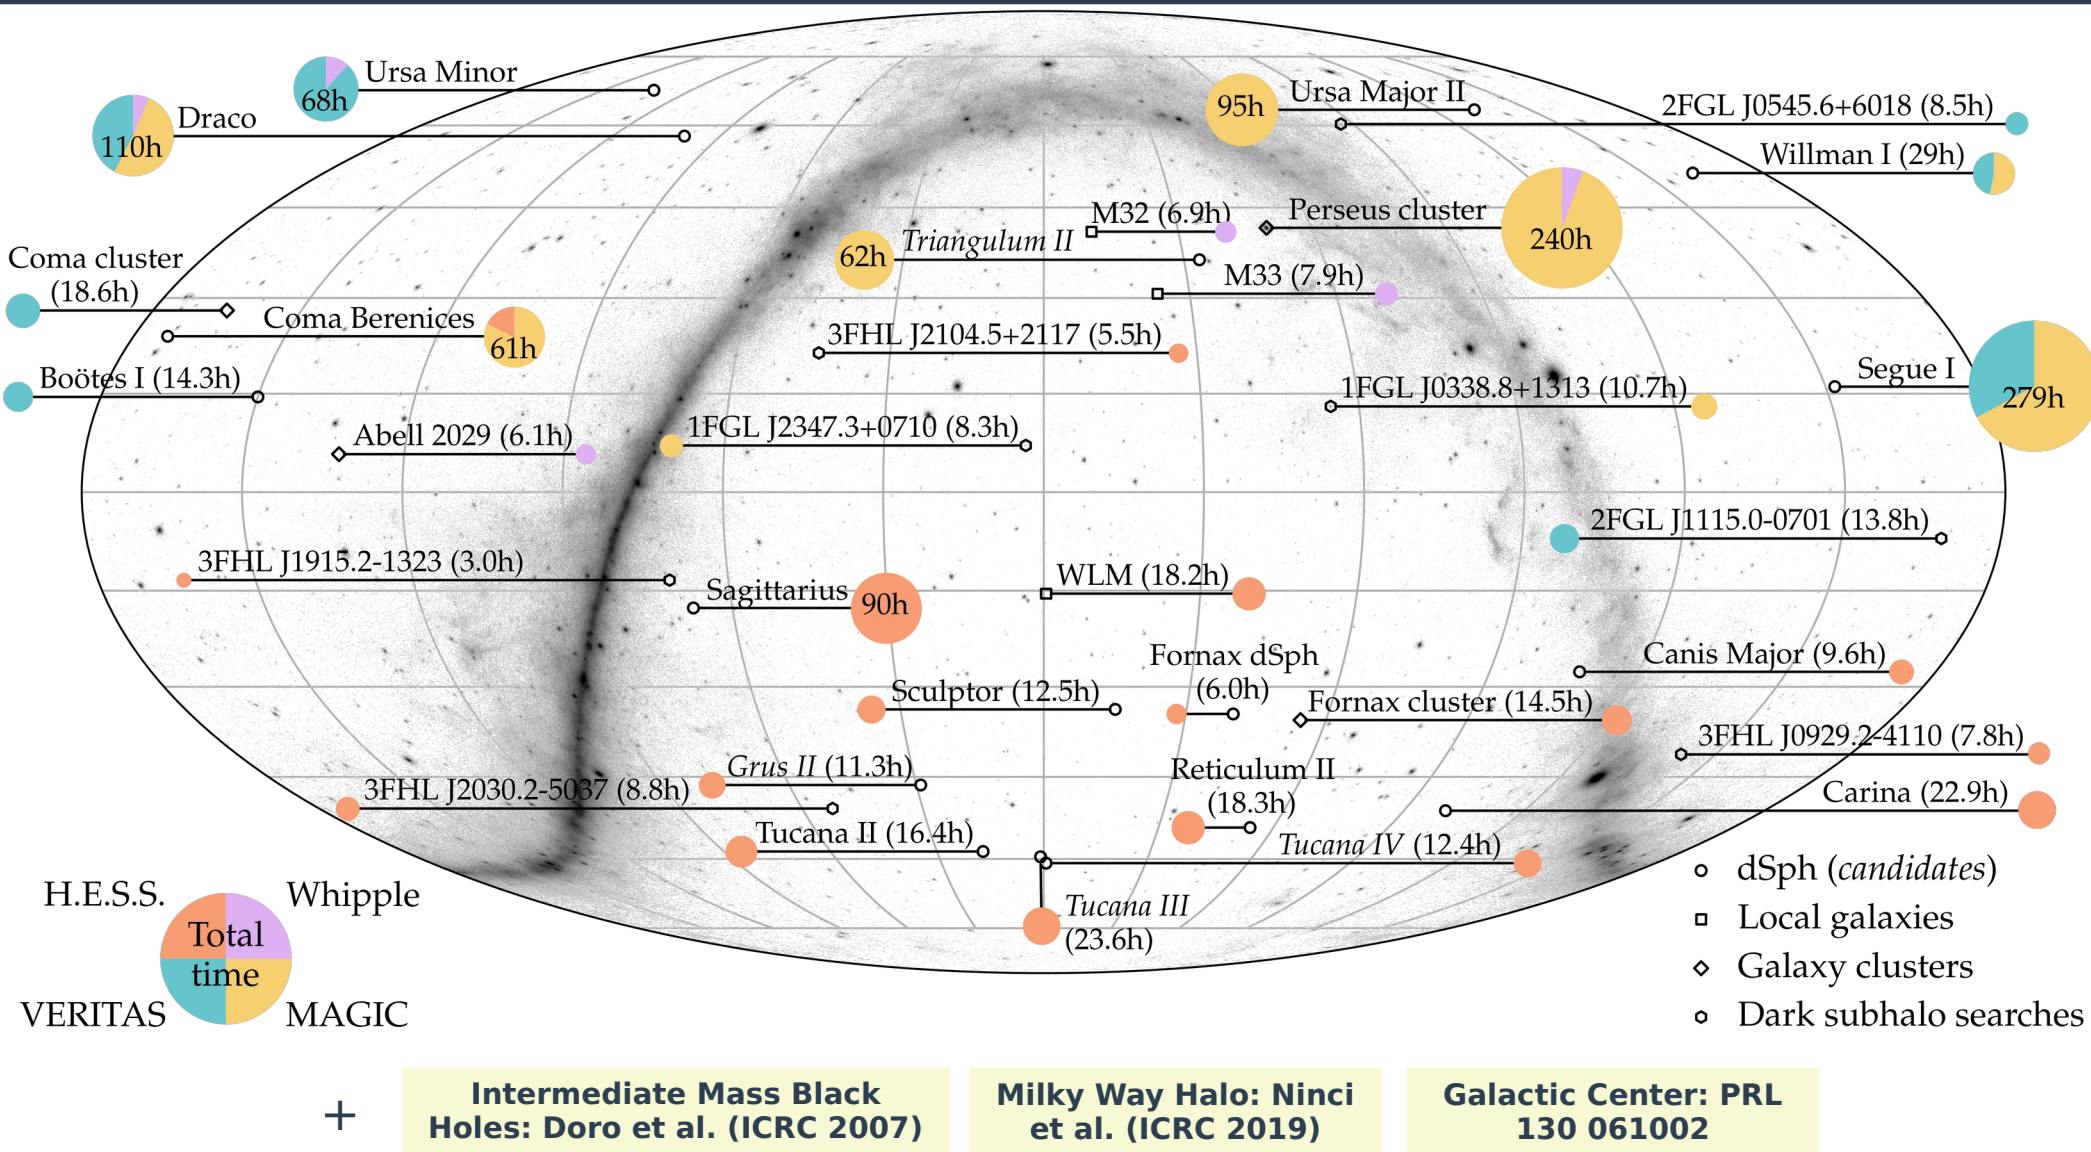 Ursa Minor
68h
Draco
110h
95h
Ursa Major II
2FGL J0545.6+6018 (8.5h)
Willman I (29h)
M32 (6.9h)
Perseus cluster
240h
Triangulum II
62h
M33 (7.9h)
Coma cluster
(18.6h)
Coma Berenices
61h
3FHL J2104.5+2117 (5.5h)
Boötes I (14.3h)
1FGL J0338.8+1313 (10.7h)
Segue I
279h
Abell 2029 (6.1h)
1FGL J2347.3+0710 (8.3h)
2FGL J1115.0-0701 (13.8h)
3FHL J1915.2-1323 (3.0h)
Sagittarius
90h
WLM (18.2h)
Fornax dSph
(6.0h)
Canis Major (9.6h)
Sculptor (12.5h)
Fornax cluster (14.5h)
3FHL J0929.2-4110 (7.8h)
Grus II (11.3h)
3FHL J2030.2-5037 (8.8h)
Reticulum II
(18.3h)
Carina (22.9h)
Tucana II (16.4h)
Tucana IV (12.4h)
Tucana III
(23.6h)
H.E.S.S.
Whipple
Total
time
VERITAS
MAGIC
dSph (candidates)
Local galaxies
Galaxy clusters
Dark subhalo searches
+
Intermediate Mass Black
Holes: Doro et al. (ICRC 2007)
Milky Way Halo: Ninci
et al. (ICRC 2019)
Galactic Center: PRL
130 061002